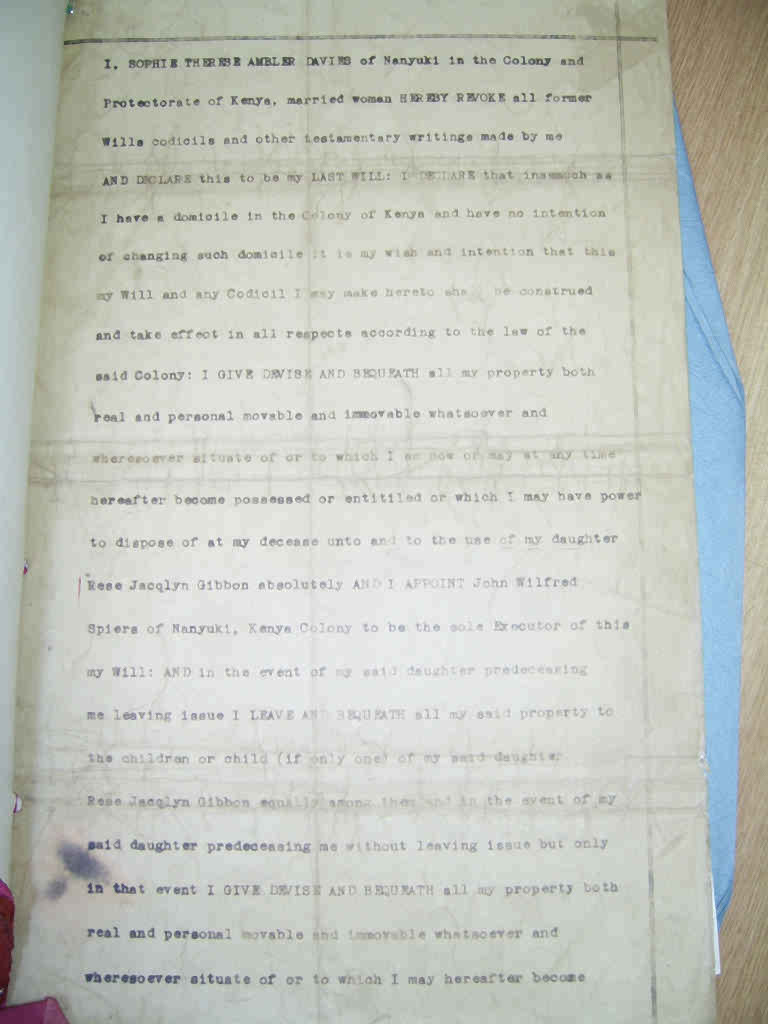 I, SOPHIE THERESE AMBLER DAVIES of Nanyuki in the Colony and
Protectorate of Kenya, married woman HEREBY REVOKE all former
Wills codicils and other testamentary writings made by me
AND DECLARE this to be my LAST WILL: I DECLARE that inasmuch as
I have a domicile in the Colony of Kenya and have no intention
of changing such domicile it is my wish and intention that this
my Will and any Codicil I may make hereto shall be construed
and take effect in all respects according to the law of the
said Colony: I GIVE DEVISE AND BEQUEATH all my property both
real and personal movable and immovable whatsoever and
wheresoever situate of or to which I am now or may at any time
hereafter become possessed or entitiled or which I may have power
to dispose of at my decease unto and to the use of my daughter
Rese Jacqlyn Gibbon absolutely AND I APPOINT John Wilfred
Spiers of Nanyuki, Kenya Colony to be the sole Executor of this
my Will: AND in the event of my said daughter predeceasing
me leaving issue I LEAVE AND BEQUEATH all my said property to
the children or child (if only one) of my said daughter
Rese Jacqlyn Gibbon equally among them and in the event of my
said daughter predeceasing me without leaving issue but only
in that event I GIVE DEVISE AND BEQUEATH all my property both
real and personal movable and immovable whatsoever and
wheresoever situate of or to which I may hereafter become